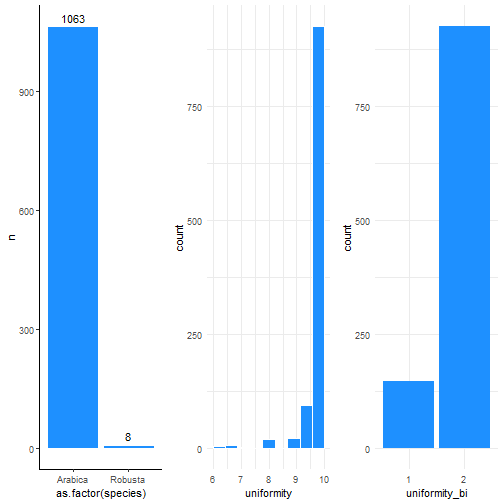 1063
900
600
300
0
8
n
Arabica Robusta
as.factor(species)
750
500
250
0
count
6 7 8 9 10
uniformity
750
500
250
0
count
1 2
uniformity_bi